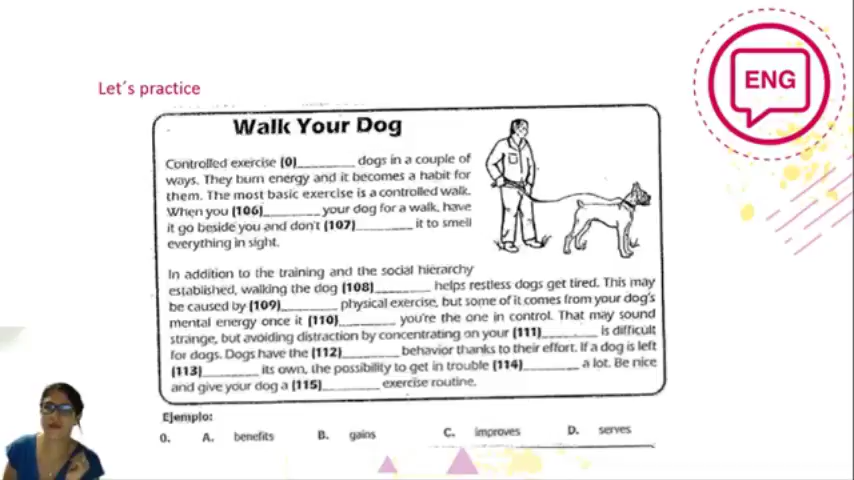 ENG
Let´s practice
Walk Your Dog
Controlled exercise (0)________ dogs in a couple of
ways. They burn energy and it becomes a habit for
them. The most basic exercise is a controlled walk.
When you (106)________ your dog for a walk, have
it go beside you and don't (107)________ it to smell
everything in sight.
In addition to the training and the social hierarchy
established, walking the dog (108)________ helps restless dogs get tired. This may
be caused by (109)________ physical exercise, but some of it comes from your dog's
mental energy once it (110)________ you're the one in control. That may sound
strange, but avoiding distraction by concentrating on your (111)________ is difficult
for dogs. Dogs have the (112)________ behavior thanks to their effort. If a dog is left
(113)________ its own, the possibility to get in trouble (114)________ a lot. Be nice
and give your dog a (115)________ exercise routine.
Ejemplo:
0. A. benefits B. gains C. improves D. serves